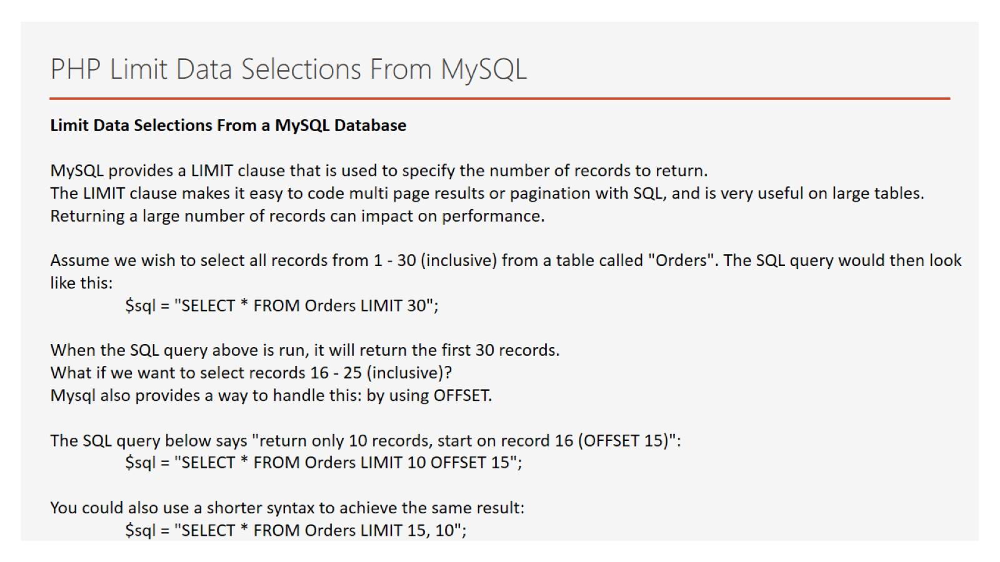 PHP Limit Data Selections From MySQL
Limit Data Selections From a MySQL Database
MySQL provides a LIMIT clause that is used to specify the number of records to return.
The LIMIT clause makes it easy to code multi page results or pagination with SQL, and is very useful on large tables.
Returning a large number of records can impact on performance.
Assume we wish to select all records from 1 - 30 (inclusive) from a table called "Orders". The SQL query would then look
like this:
$sql = "SELECT * FROM Orders LIMIT 30";
When the SQL query above is run, it will return the first 30 records.
What if we want to select records 16 - 25 (inclusive)?
Mysql also provides a way to handle this: by using OFFSET.
The SQL query below says "return only 10 records, start on record 16 (OFFSET 15)":
$sql = "SELECT * FROM Orders LIMIT 10 OFFSET 15";
You could also use a shorter syntax to achieve the same result:
$sql = "SELECT * FROM Orders LIMIT 15, 10";